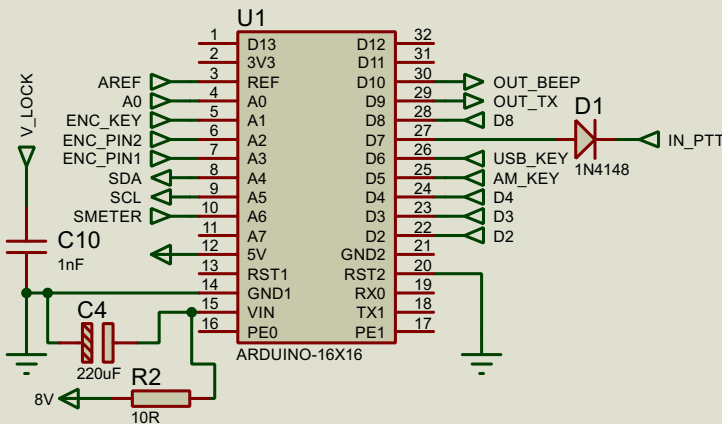 U1
1 D13 D12 32
2 3V3 D11 31
AREF 3 REF D10 30 OUT_BEEP
A0 4 A0 D9 29 OUT_TX
ENC_KEY 5 A1 D8 28 D8
ENC_PIN2 6 A2 D7 27
ENC_PIN1 7 A3 D6 26 USB_KEY
SDA 8 A4 D5 25 AM_KEY
SCL 9 A5 D4 24 D4
SMETER 10 A6 D3 23 D3
11 A7 D2 22 D2
12 5V GND2 21
13 RST1 RST2 20
14 GND1 RX0 19
15 VIN TX1 18
16 PE0 PE1 17
ARDUINO-16X16
D1
1N4148
IN_PTT
V_LOCK
C10
1nF
C4
220uF
R2
8V
10R